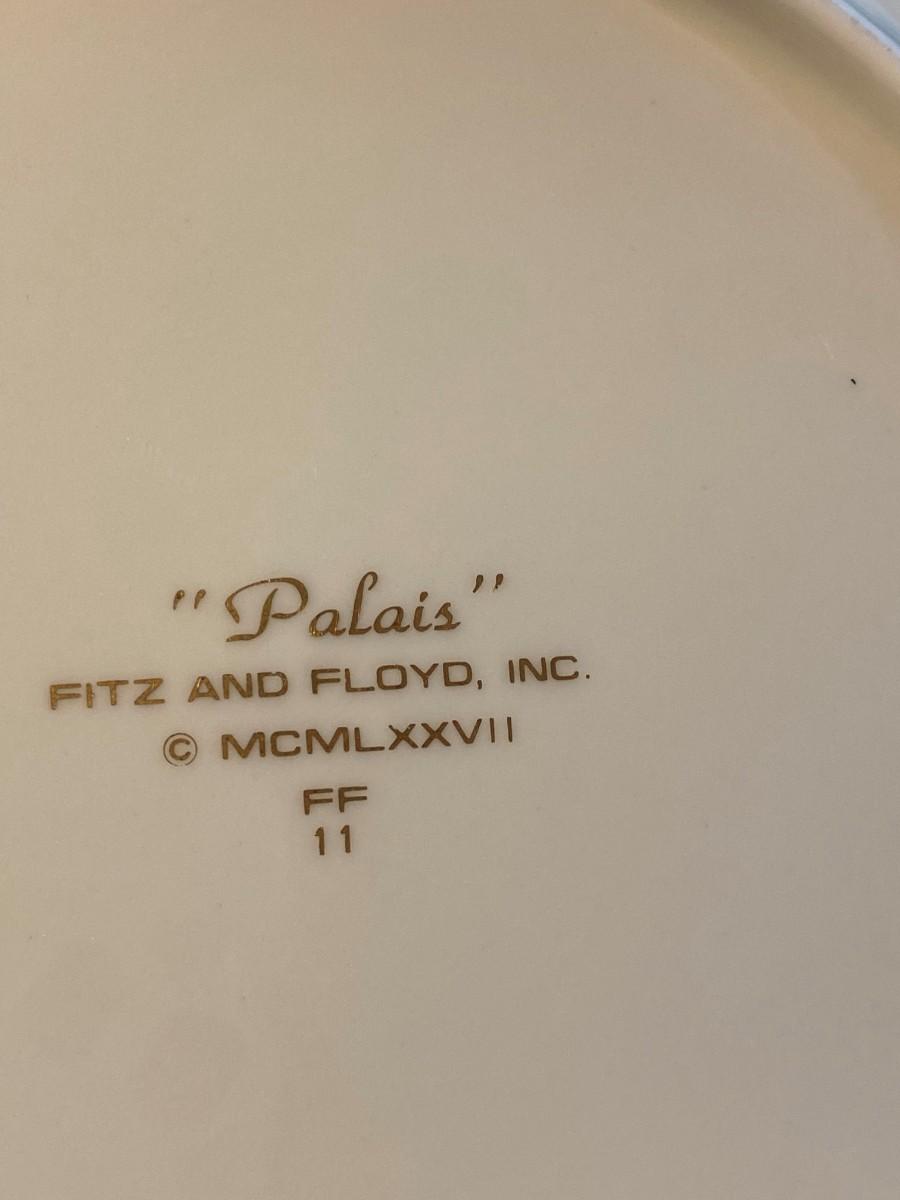 "Palais"
FITZ AND FLOYD, INC.
© MCMLXXVII
FF
11